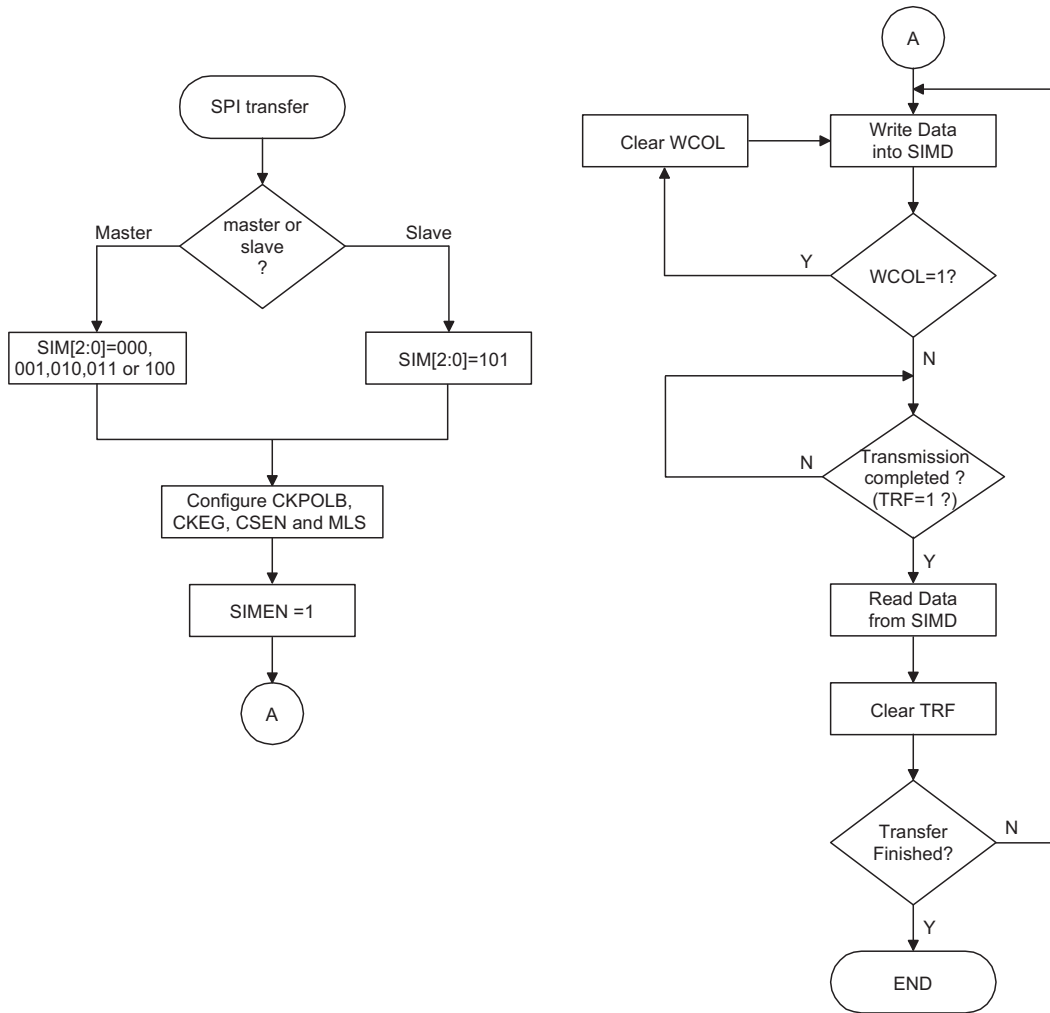 SPI transfer
master or
slave
?
Master
Slave
SIM[2:0]=000,
001,010,011 or 100
SIM[2:0]=101
Configure CKPOLB,
CKEG, CSEN and MLS
SIMEN =1
A
A
Clear WCOL
Write Data
into SIMD
Y
WCOL=1?
N
N
Transmission
completed ?
(TRF=1 ?)
Y
Read Data
from SIMD
Clear TRF
Transfer
Finished?
N
Y
END